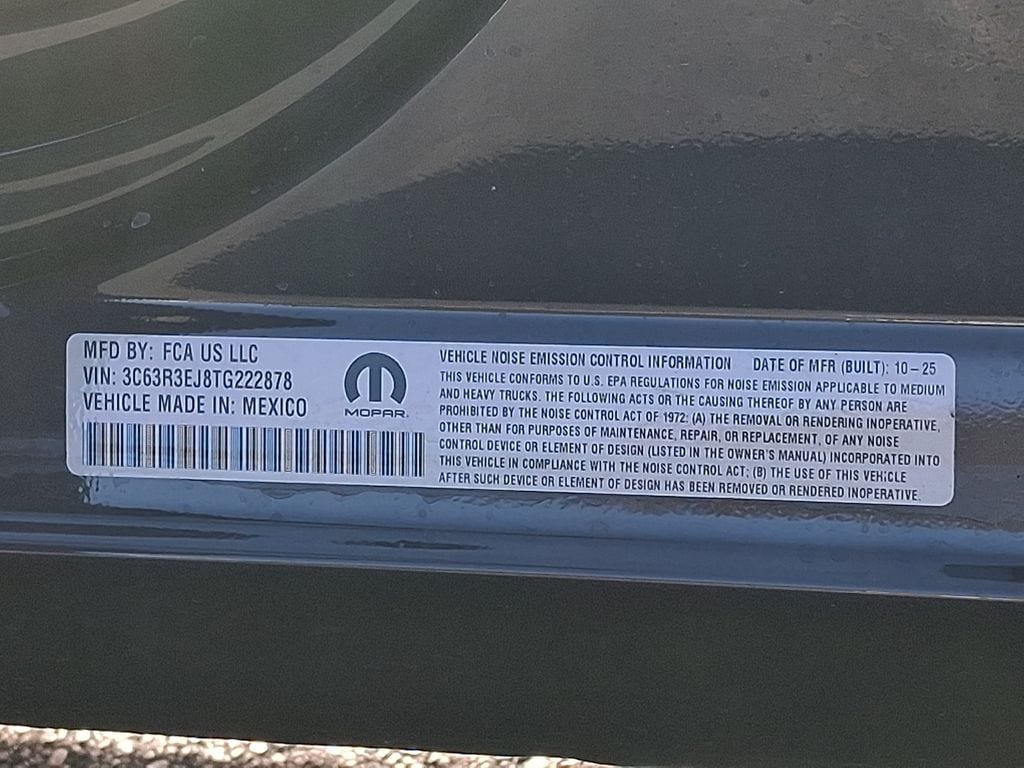 MFD BY: FCA US LLC
VIN: 3C63R3EJ8TG222878
VEHICLE MADE IN: MEXICO
MOPAR
VEHICLE NOISE EMISSION CONTROL INFORMATION DATE OF MFR (BUILT): 10-25
THIS VEHICLE CONFORMS TO U.S. EPA REGULATIONS FOR NOISE EMISSION APPLICABLE TO MEDIUM
AND HEAVY TRUCKS. THE FOLLOWING ACTS OR THE CAUSING THEREOF BY ANY PERSON ARE
PROHIBITED BY THE NOISE CONTROL ACT OF 1972: (A) THE REMOVAL OR RENDERING INOPERATIVE,
OTHER THAN FOR PURPOSES OF MAINTENANCE, REPAIR, OR REPLACEMENT, OF ANY NOISE
CONTROL DEVICE OR ELEMENT OF DESIGN (LISTED IN THE OWNER'S MANUAL) INCORPORATED INTO
THIS VEHICLE IN COMPLIANCE WITH THE NOISE CONTROL ACT; (B) THE USE OF THIS VEHICLE
AFTER SUCH DEVICE OR ELEMENT OF DESIGN HAS BEEN REMOVED OR RENDERED INOPERATIVE.